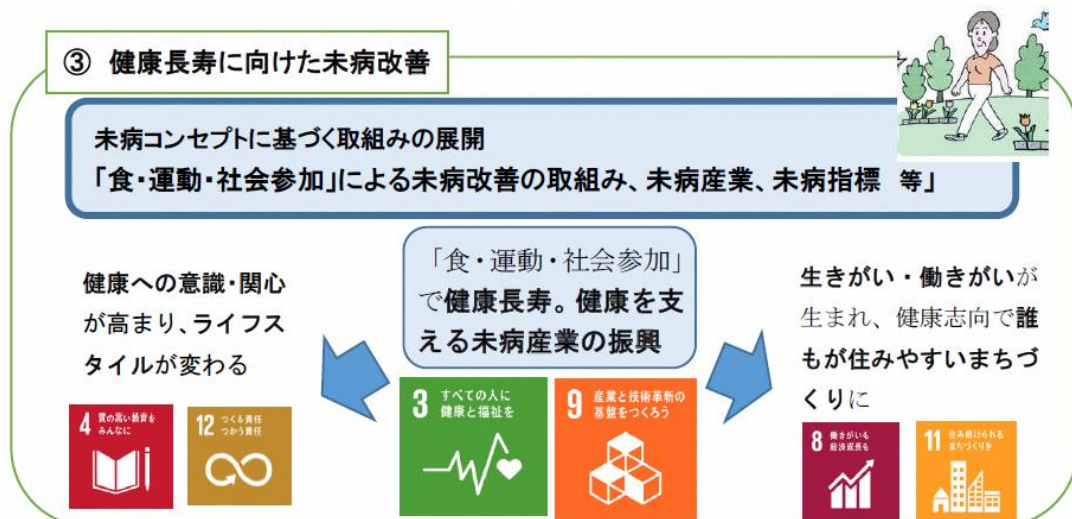 ③ 健康長寿に向けた未病改善
未病コンセプトに基づく取組みの展開
「食・運動・社会参加」による未病改善の取組み、未病産業、未病指標 等」
健康への意識・関心
が高まり、ライフス
タイルが変わる
4 質の高い教育を
みんなに
12 つくる責任
つかう責任
「食・運動・社会参加」
で健康長寿。健康を支
える未病産業の振興
3 すべての人に
健康と福祉を
9 産業と技術革新の
基盤をつくろう
生きがい・働きがいが
生まれ、健康志向で誰
もが住みやすいまちづ
くりに
8 働きがいも
経済成長も
11 住み続けられる
まちづくりを